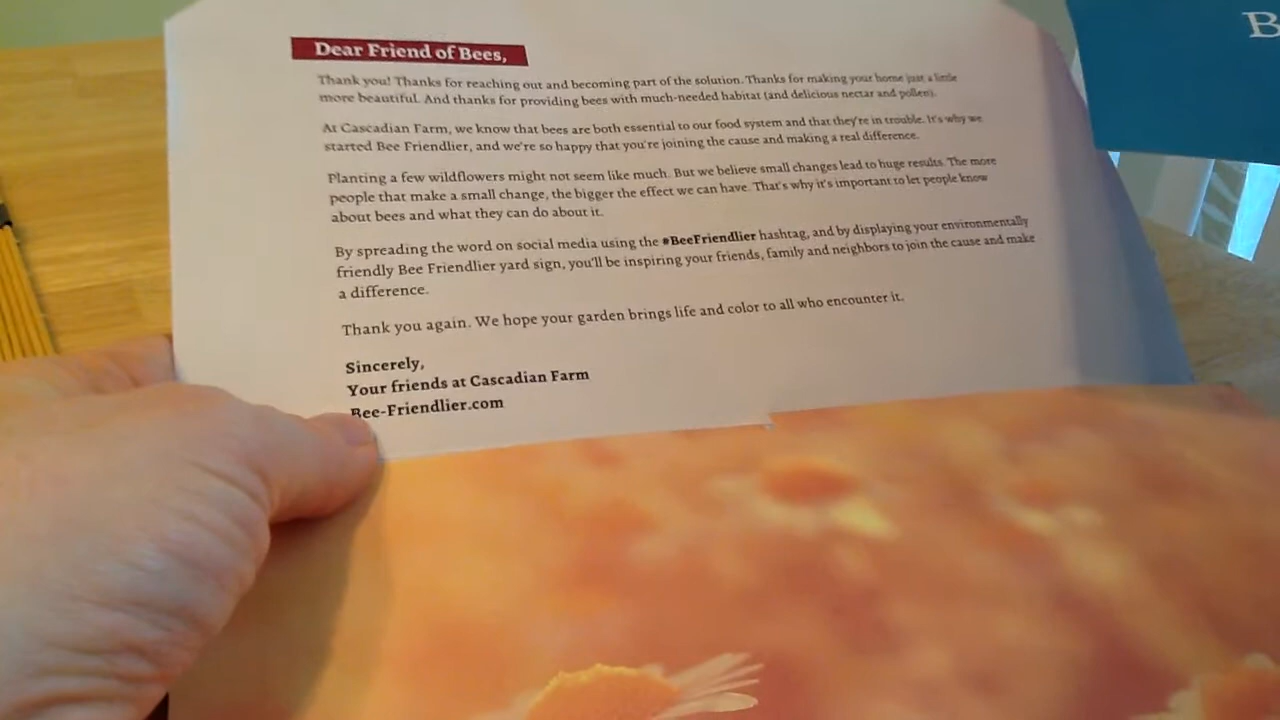 Dear Friend of Bees,
Thank you! Thanks for reaching out and becoming part of the solution. Thanks for making your home just a little
more beautiful. And thanks for providing bees with much-needed habitat (and delicious nectar and pollen).
At Cascadian Farm, we know that bees are both essential to our food system and that they're in trouble. It's why we
started Bee Friendlier, and we're so happy that you're joining the cause and making a real difference.
Planting a few wildflowers might not seem like much. But we believe small changes lead to huge results. The more
people that make a small change, the bigger the effect we can have. That's why it's important to let people know
about bees and what they can do about it.
By spreading the word on social media using the #BeeFriendlier hashtag, and by displaying your environmentally
friendly Bee Friendlier yard sign, you'll be inspiring your friends, family and neighbors to join the cause and make
a difference.
Thank you again. We hope your garden brings life and color to all who encounter it.
Sincerely,
Your friends at Cascadian Farm
Bee-Friendlier.com
B